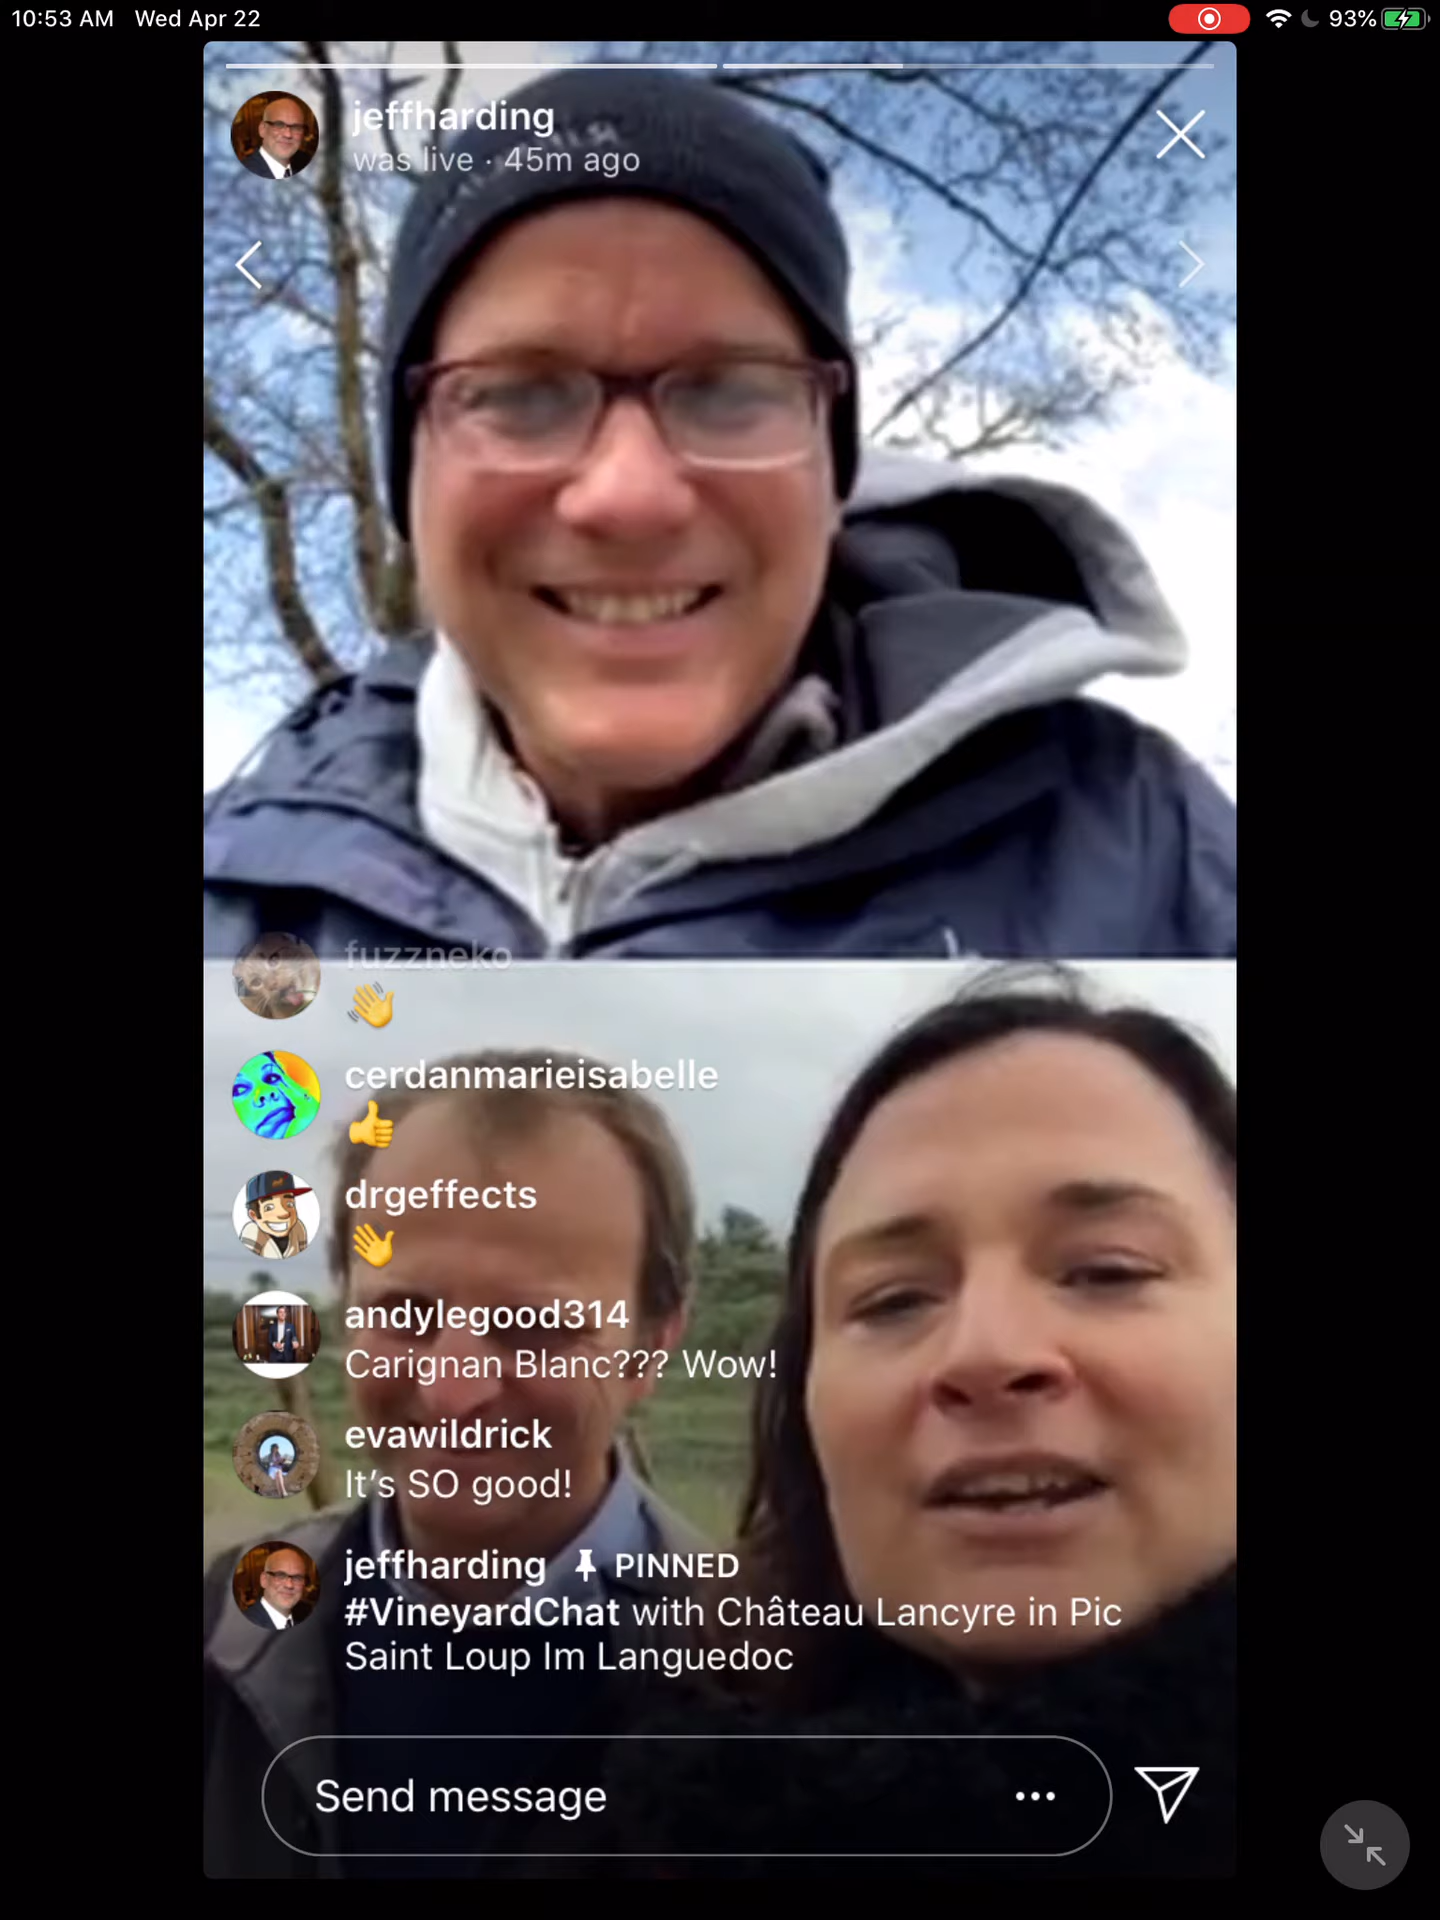 10:53 AM Wed Apr 22
93%
jeffharding
was live · 45m ago
fuzzneko
👋
cerdanmarieisabelle
👍
drgeffects
👋
andylegood314
Carignan Blanc??? Wow!
evawildrick
It's SO good!
jeffharding PINNED
#VineyardChat with Château Lancyre in Pic
Saint Loup Im Languedoc
Send message